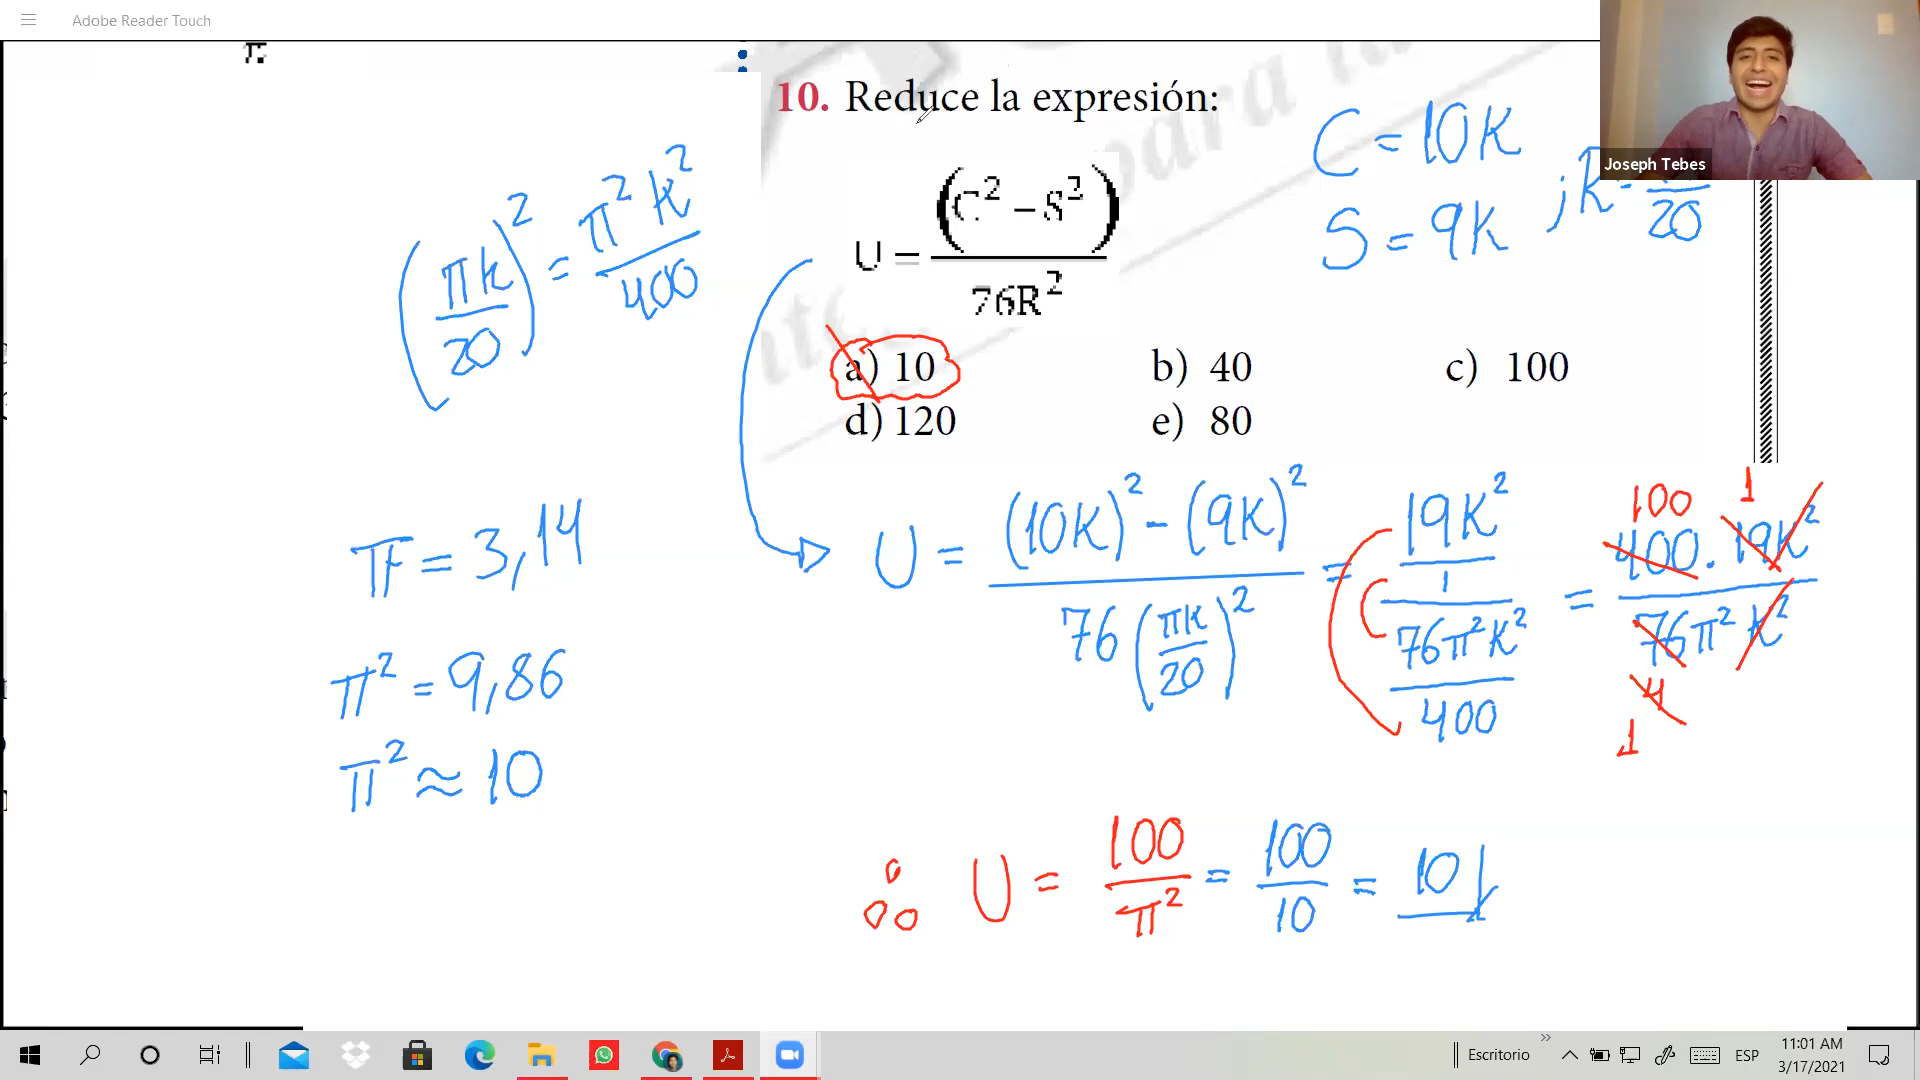 Adobe Reader Touch
π
10. Reduce la expresión:
U = (C² – S²) / 76R²
a) 10 b) 40 c) 100
d) 120 e) 80
C = 10K
S = 9K ; R = 20
Joseph Tebes
(πk/20)² = π²k²/400
π = 3,14
π² = 9,86
π² ≈ 10
U = (10K)² - (9K)² / 76(πk/20)² = 19K²/1 / 76π²K²/400 = 400 . 19K² / 76π²K²
100 1
4
1
∴ U = 100/π² = 100/10 = 10
Escritorio
ESP
11:01 AM
3/17/2021